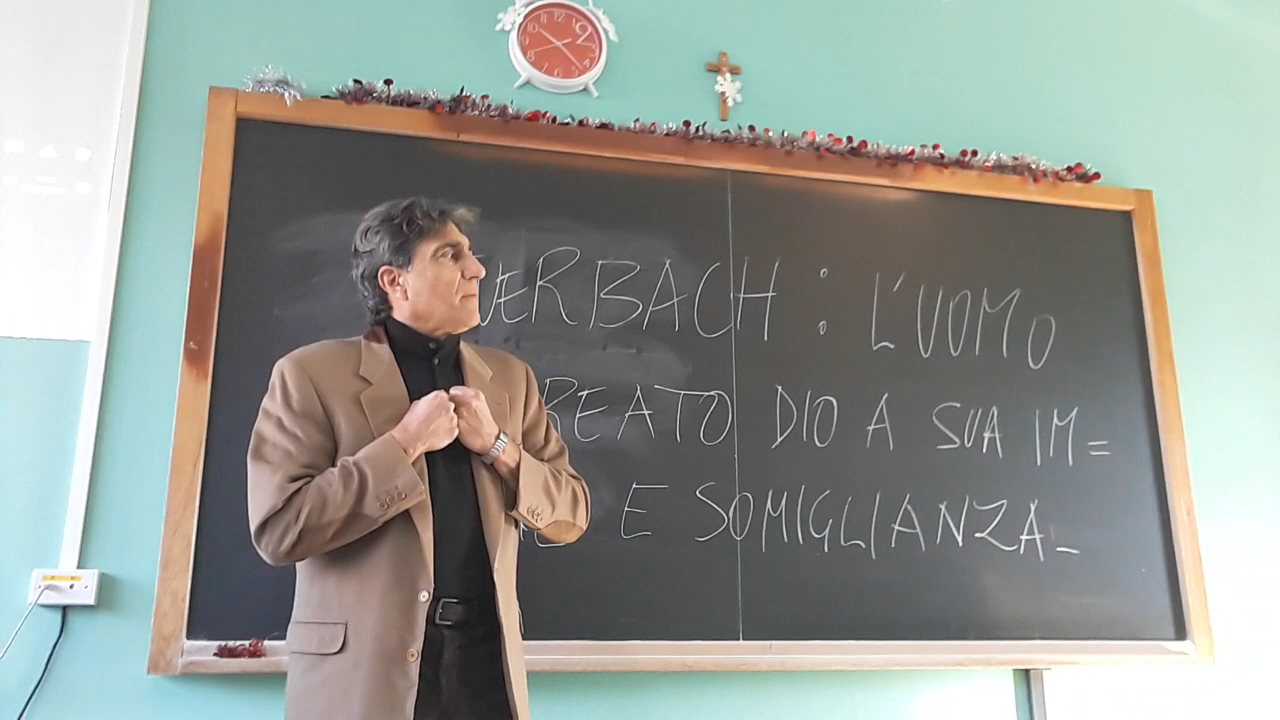 UERBACH : L'UOMO
REATO DIO A SUA IM=
E SOMIGLIANZA_